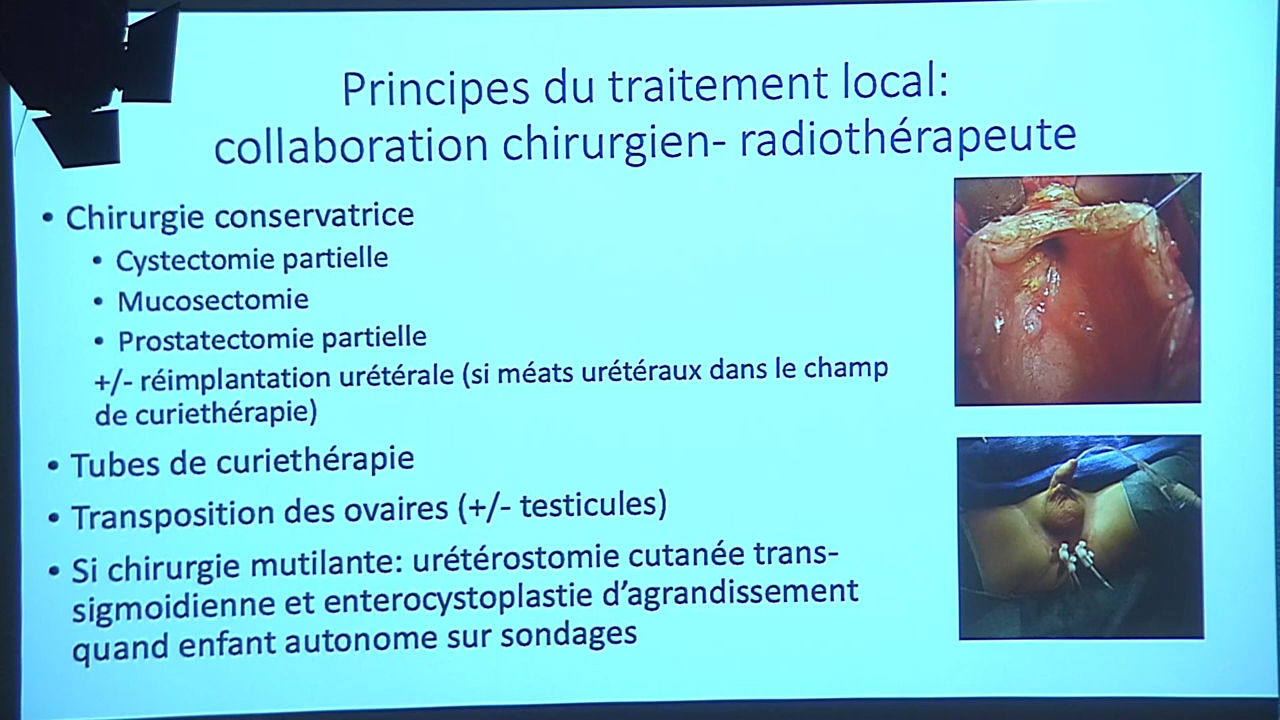 Principes du traitement local:
collaboration chirurgien- radiothérapeute
• Chirurgie conservatrice
• Cystectomie partielle
• Mucosectomie
• Prostatectomie partielle
+/- réimplantation urétérale (si méats urétéraux dans le champ
de curiethérapie)
• Tubes de curiethérapie
• Transposition des ovaires (+/- testicules)
• Si chirurgie mutilante: urétérostomie cutanée trans-
sigmoidienne et enterocystoplastie d'agrandissement
quand enfant autonome sur sondages